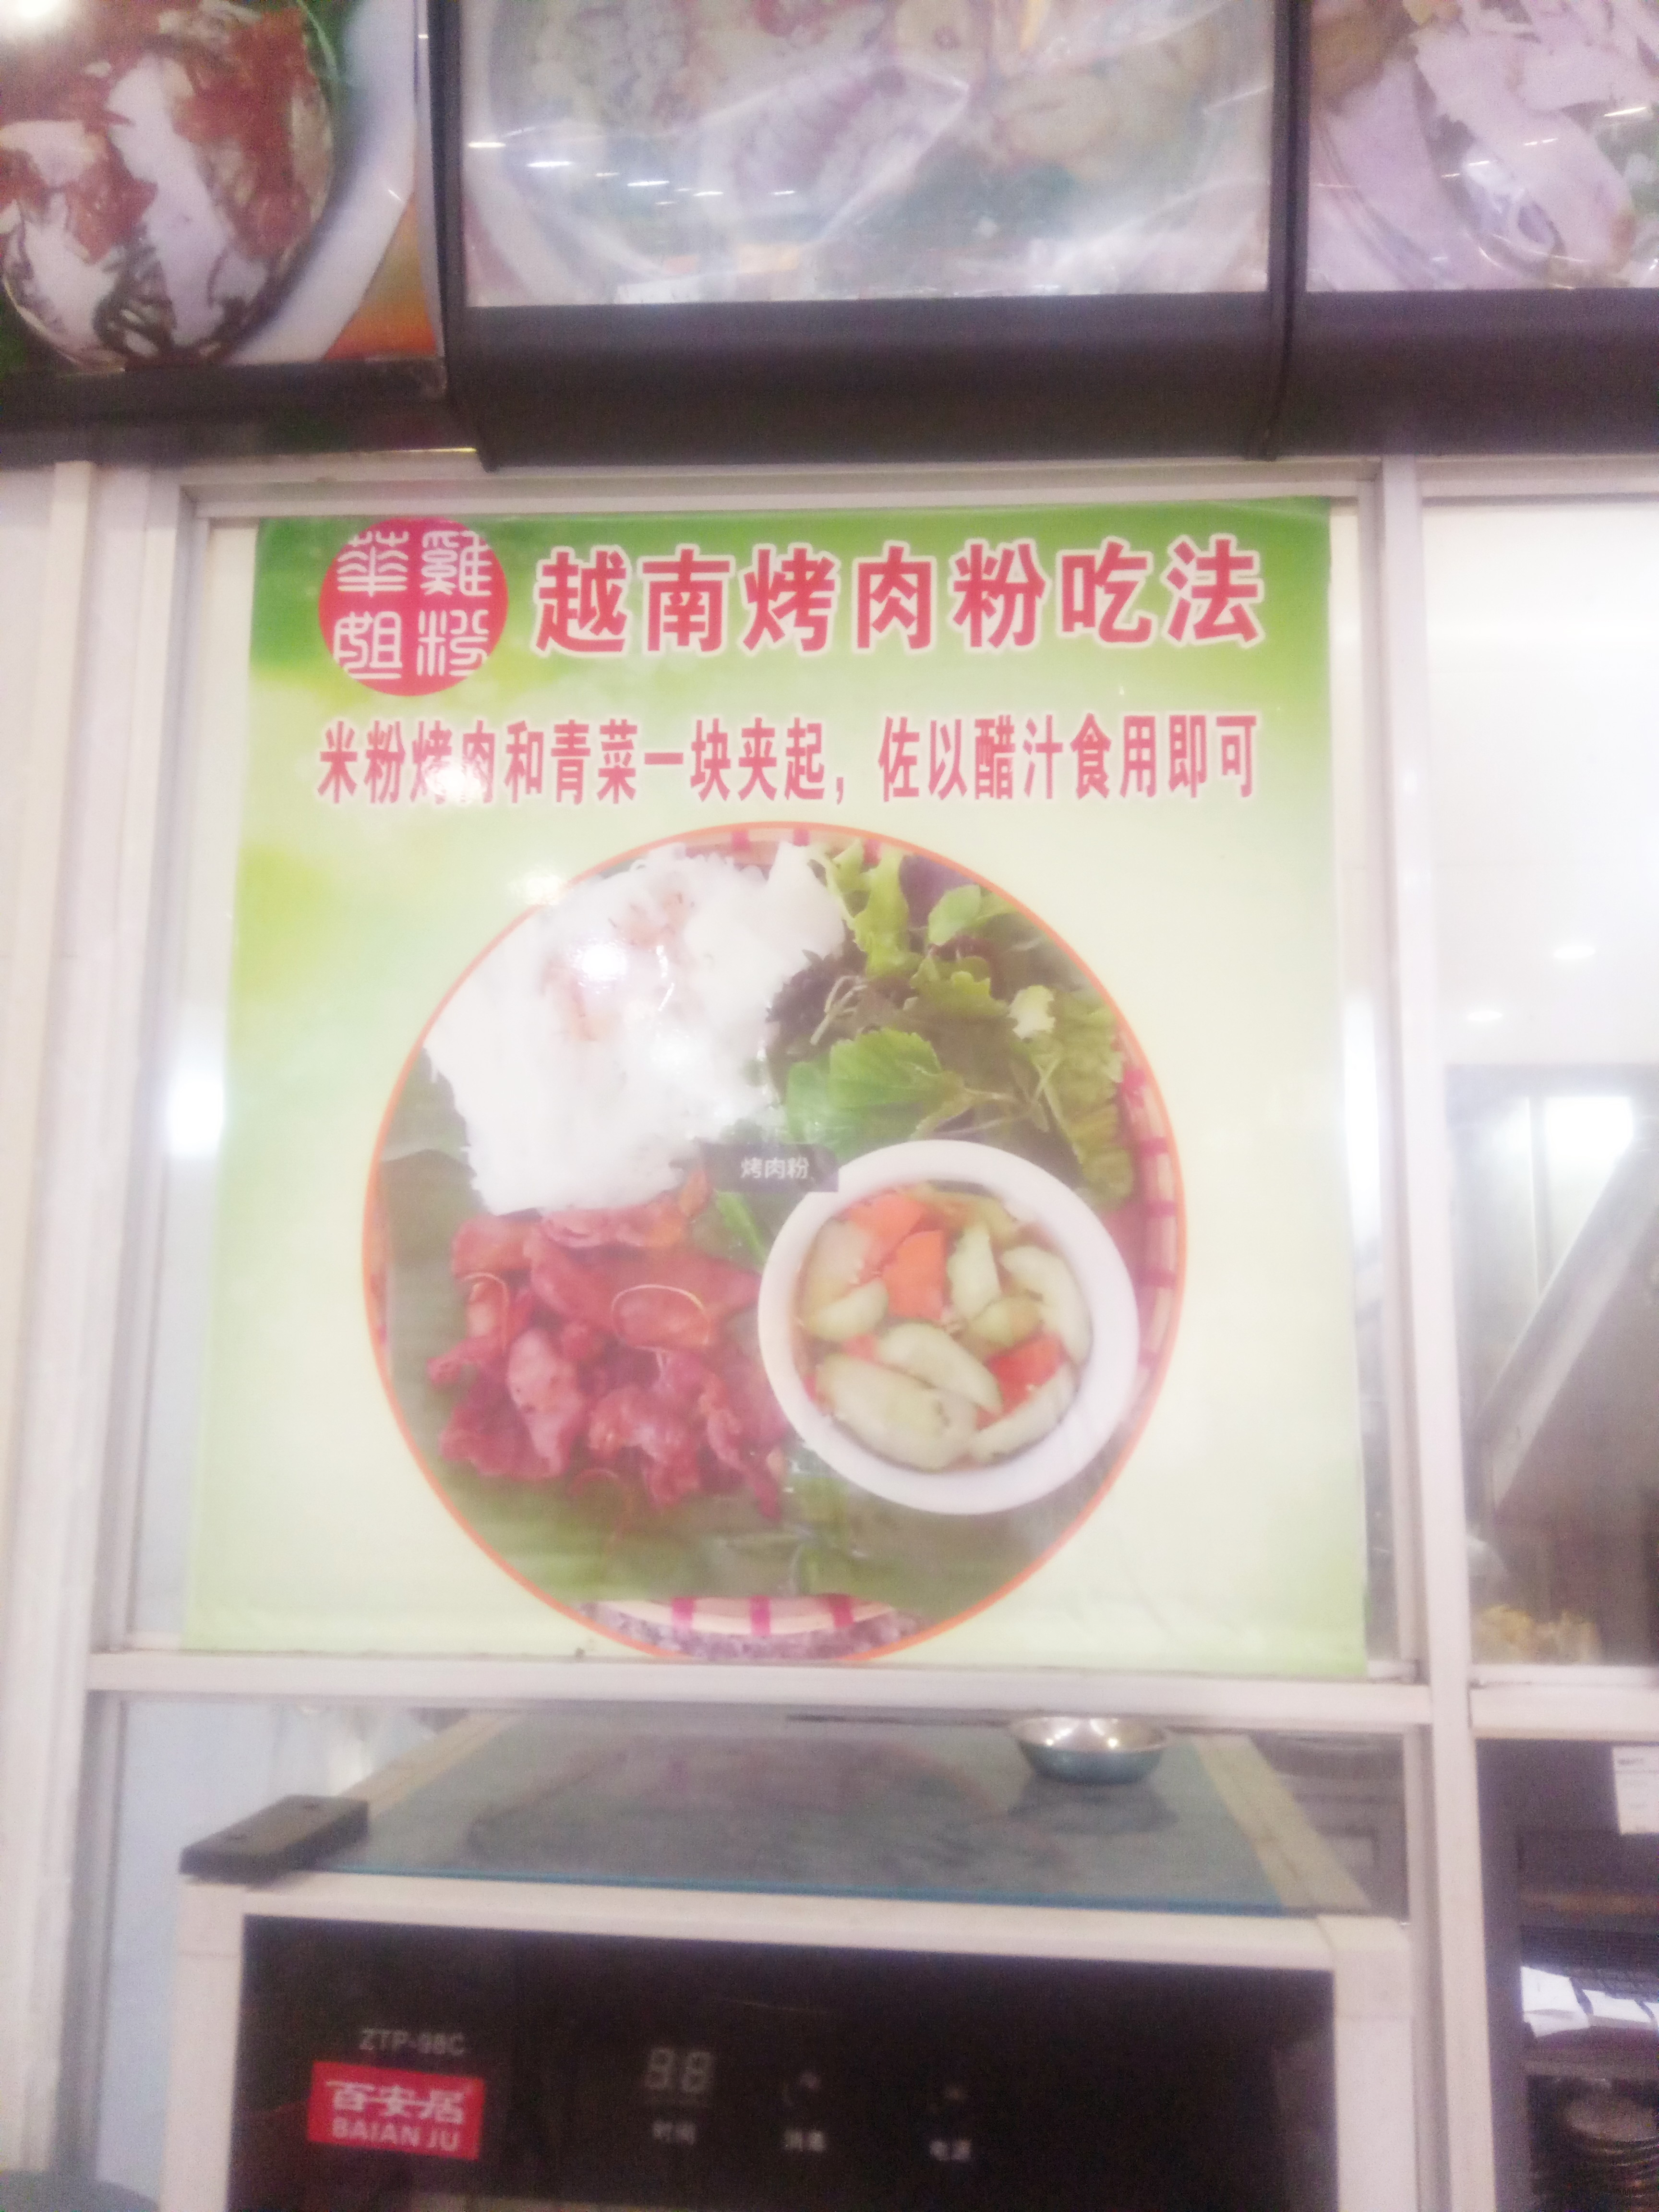 華姐
雞粉
越南烤肉粉吃法
米粉烤肉和青菜一块夹起，佐以醋汁食用即可
烤肉粉
ZTP-98C
百安居
BAIAN JU
88
时间
消毒
电源